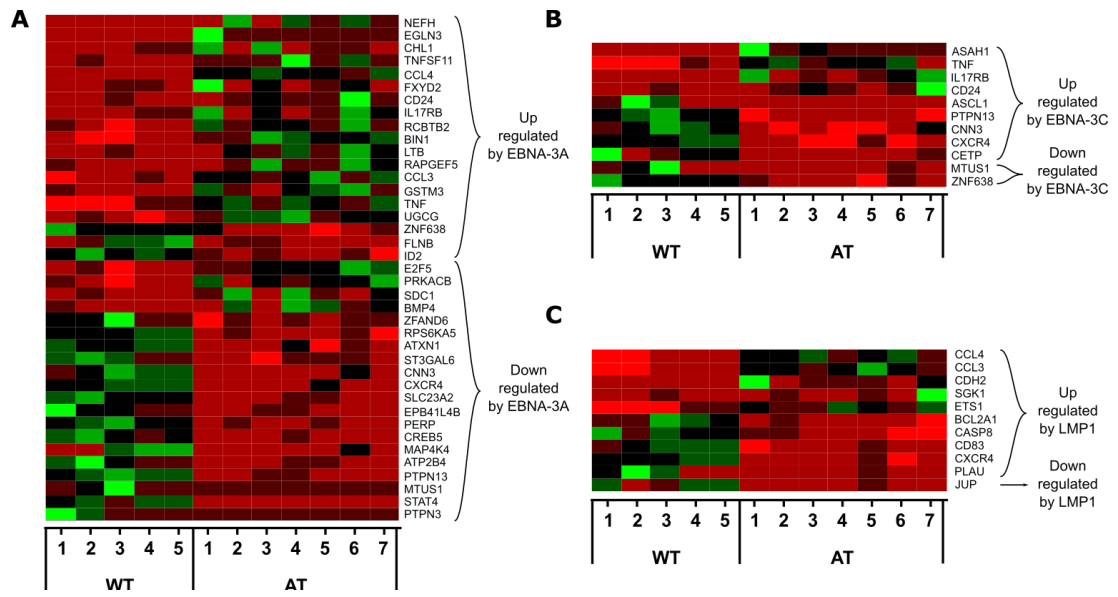 A
NEFH
EGLN3
CHL1
TNFSF11
CCL4
FXYD2
CD24
IL17RB
RCBTB2
BIN1
LTB
RAPGEF5
CCL3
GSTM3
TNF
UGCG
ZNF638
FLNB
ID2
E2F5
PRKACB
SDC1
BMP4
ZFAND6
RPS6KA5
ATXN1
ST3GAL6
CNN3
CXCR4
SLC23A2
EPB41L4B
PERP
CREB5
MAP4K4
ATP2B4
PTPN13
MTUS1
STAT4
PTPN3
Up
regulated
by EBNA-3A
Down
regulated
by EBNA-3A
1 2 3 4 5 1 2 3 4 5 6 7
WT AT
B
ASAH1
TNF
IL17RB
CD24
ASCL1
PTPN13
CNN3
CXCR4
CETP
MTUS1
ZNF638
Up
regulated
by EBNA-3C
Down
regulated
by EBNA-3C
1 2 3 4 5 1 2 3 4 5 6 7
WT AT
C
CCL4
CCL3
CDH2
SGK1
ETS1
BCL2A1
CASP8
CD83
CXCR4
PLAU
JUP
Up
regulated
by LMP1
Down
regulated
by LMP1
1 2 3 4 5 1 2 3 4 5 6 7
WT AT